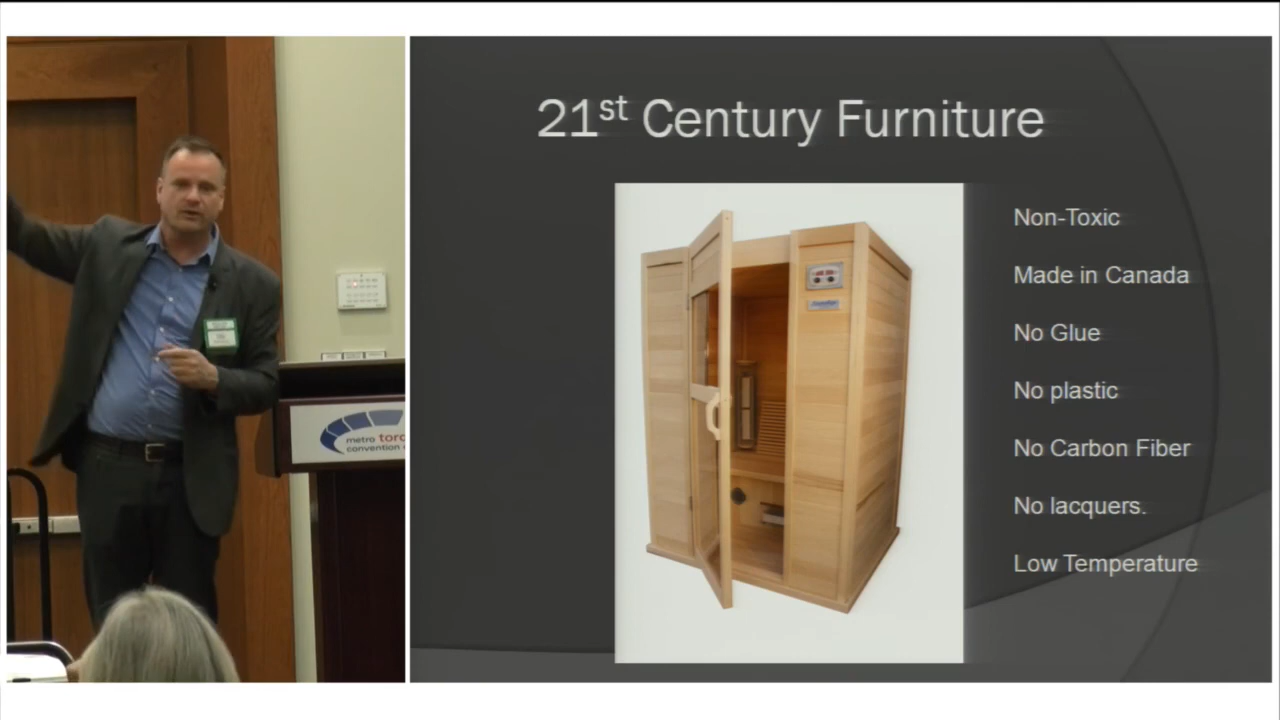 21st Century Furniture
Non-Toxic
Made in Canada
No Glue
No plastic
No Carbon Fiber
No lacquers.
Low Temperature
metro toro
convention